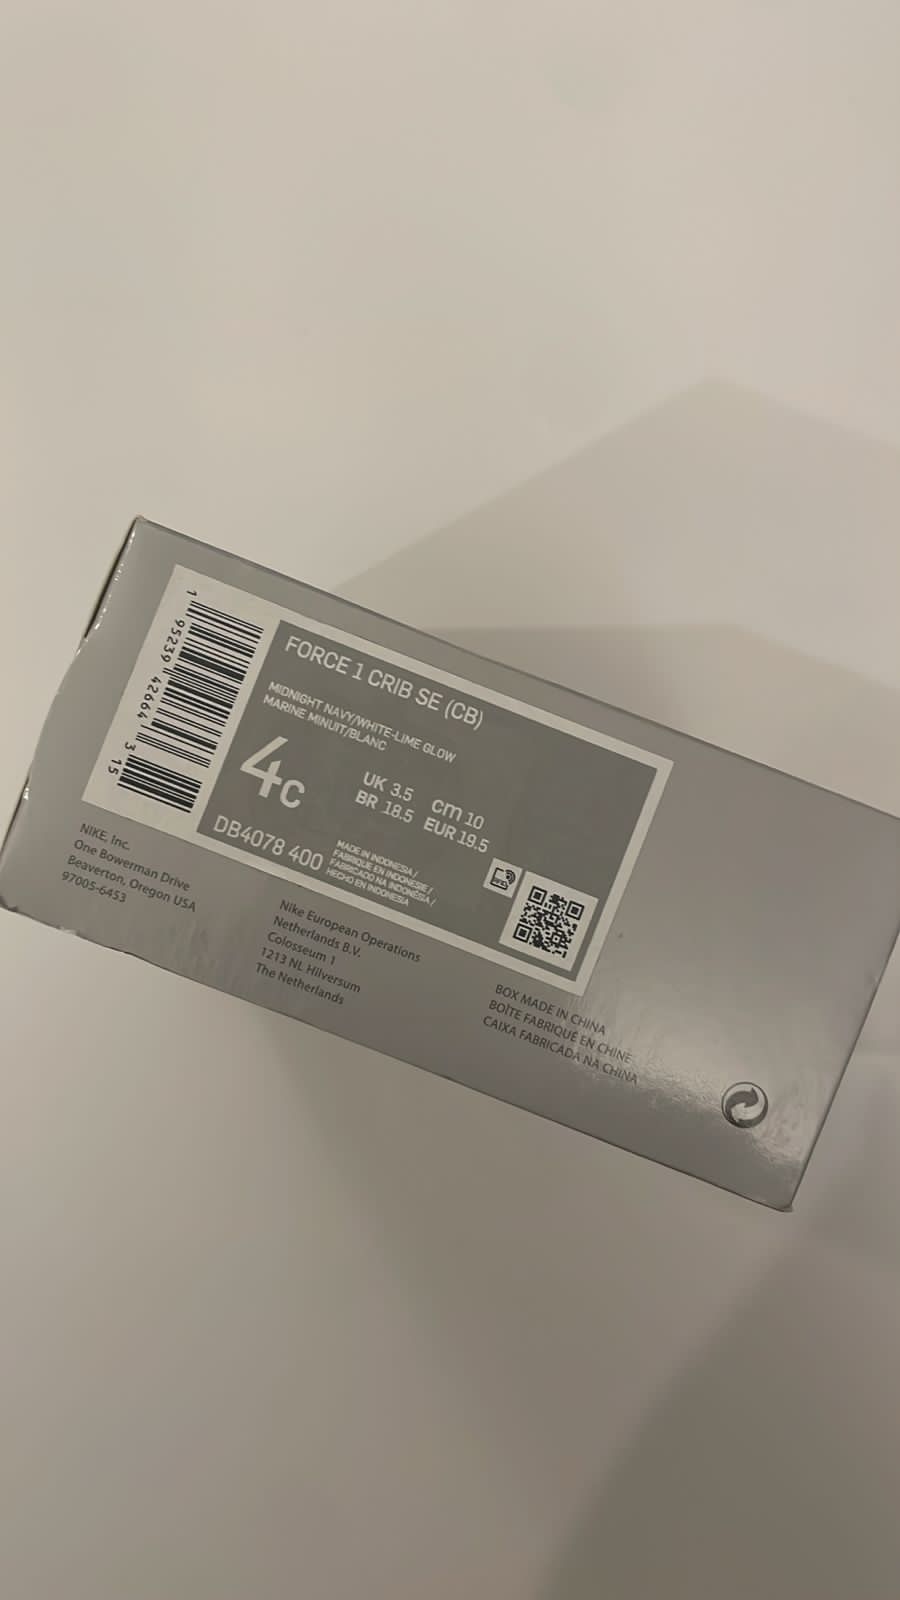 1 95239 42664 3 15
FORCE 1 CRIB SE (CB)
MIDNIGHT NAVY/WHITE-LIME GLOW
MARINE MINUIT/BLANC
4C
UK 3.5 cm 10
BR 18.5 EUR 19.5
DB4078 400
MADE IN INDONESIA /
FABRIQUE EN INDONESIE /
FABRICADO NA INDONESIA /
HECHO EN INDONESIA
NIKE, Inc.
One Bowerman Drive
Beaverton, Oregon USA
97005-6453
Nike European Operations
Netherlands B.V.
Colosseum 1
1213 NL Hilversum
The Netherlands
BOX MADE IN CHINA
BOÎTE FABRIQUÉ EN CHINE
CAIXA FABRICADA NA CHINA